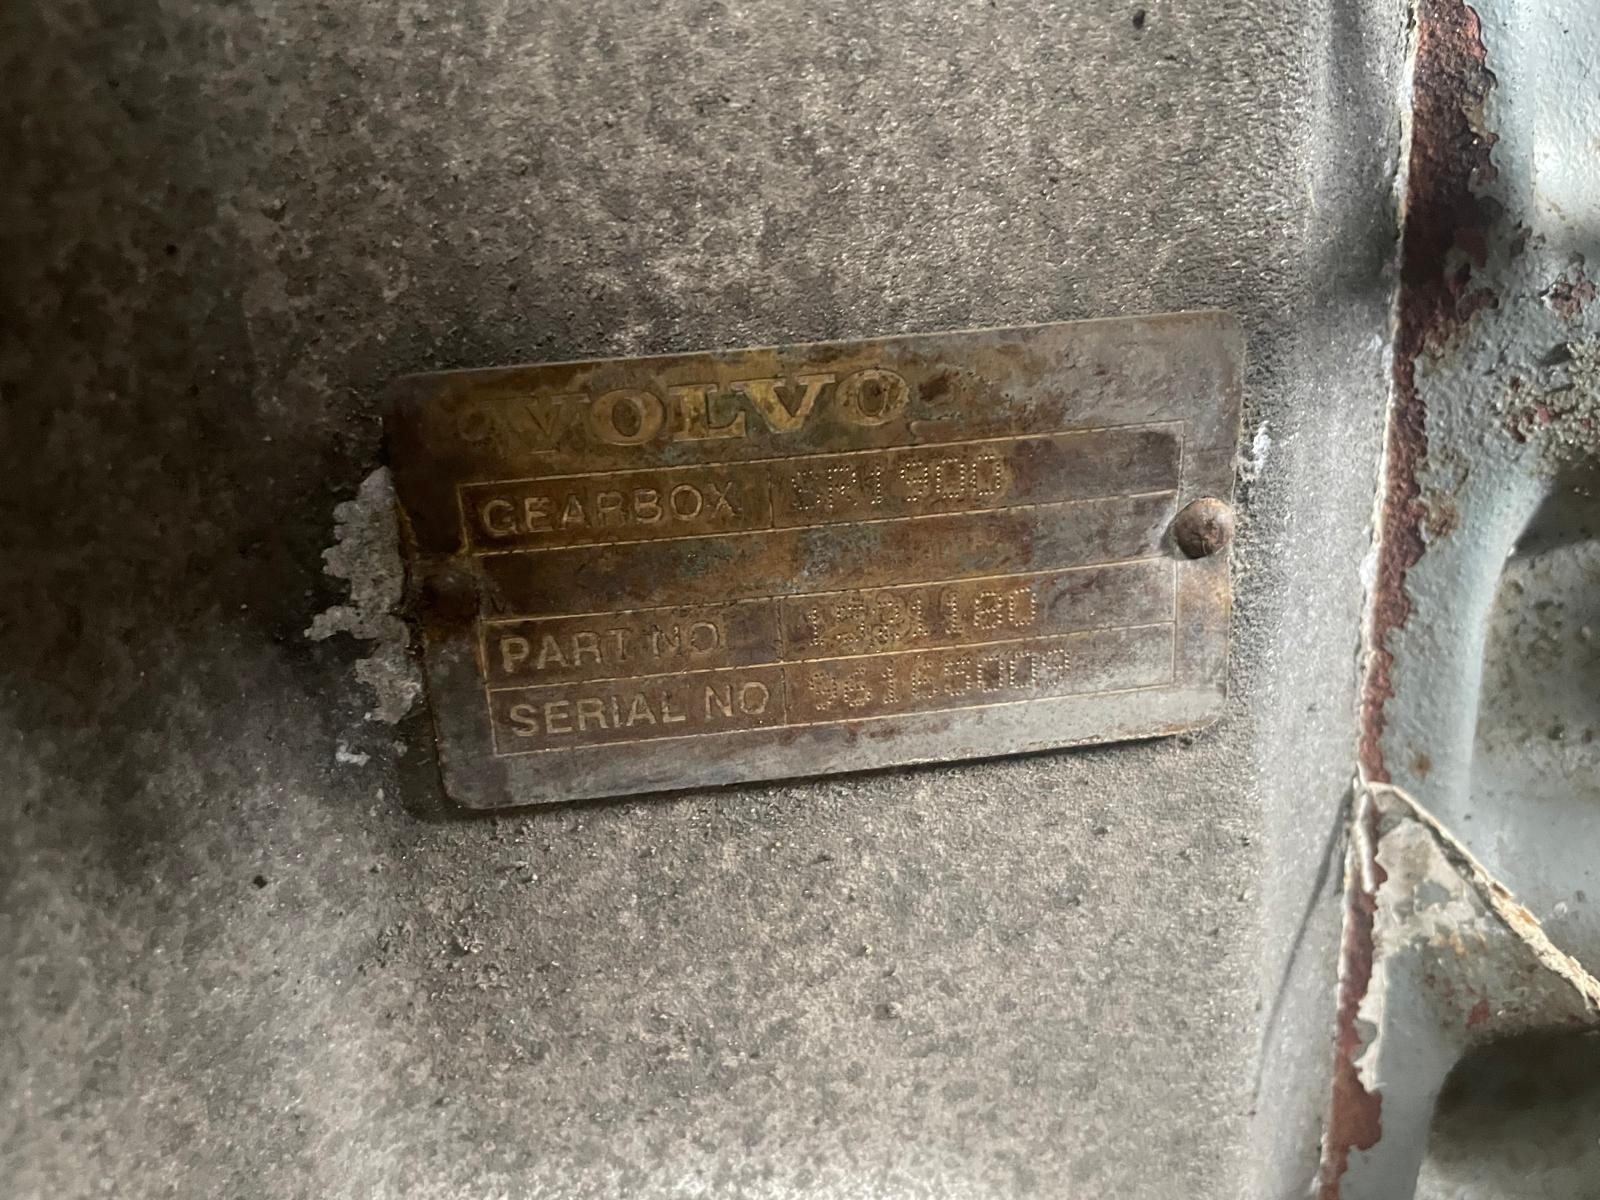 VOLVO
GEARBOX SR1900
PART NO
SERIAL NO